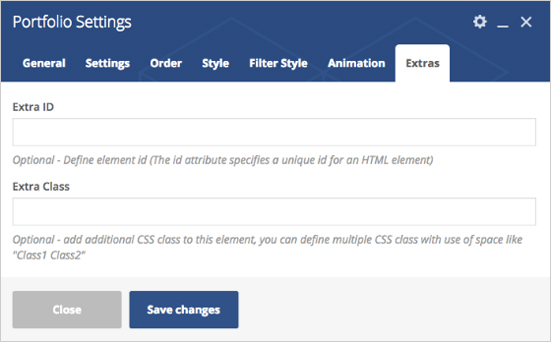 Portfolio Settings
General Settings Order Style Filter Style Animation Extras
Extra ID
Optional - Define element id (The id attribute specifies a unique id for an HTML element)
Extra Class
Optional - add additional CSS class to this element, you can define multiple CSS class with use of space like
"Class1 Class2"
Close Save changes